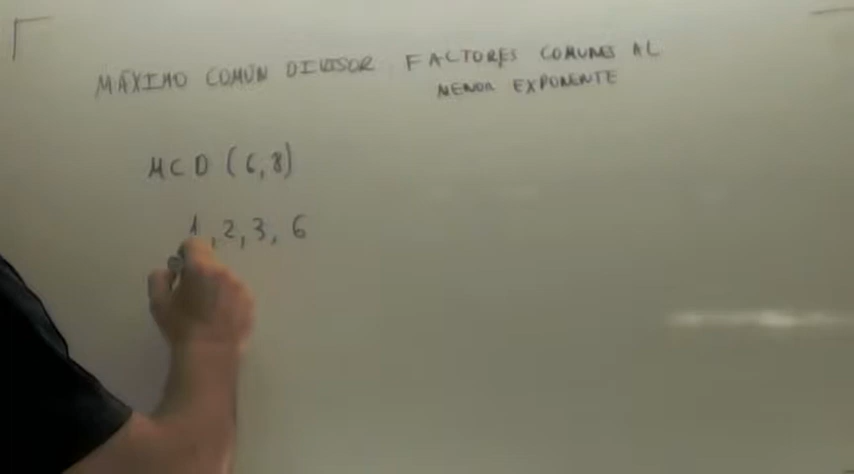 MÁXIMO COMÚN DIVISOR FACTORES COMUNES AL
MENOR EXPONENTE
MCD (6,8)
1, 2, 3, 6